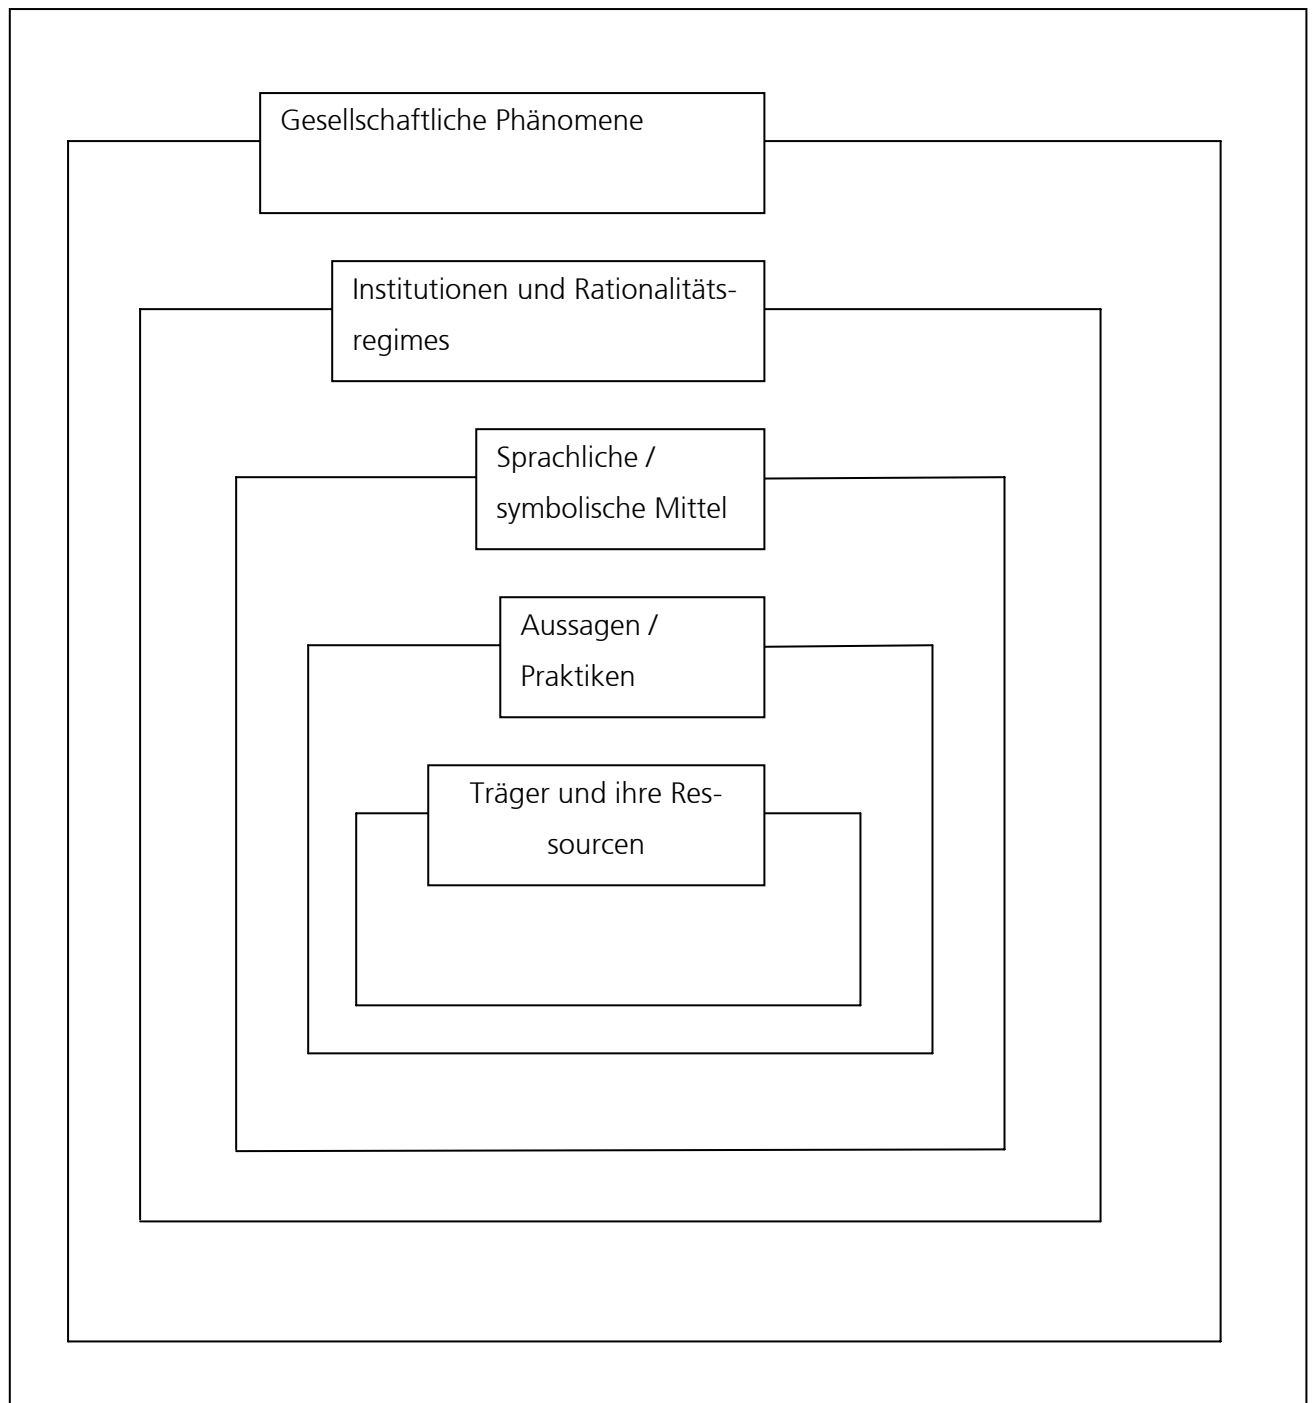 Gesellschaftliche Phänomene
Institutionen und Rationalitäts-
regimes
Sprachliche /
symbolische Mittel
Aussagen /
Praktiken
Träger und ihre Res-
sourcen